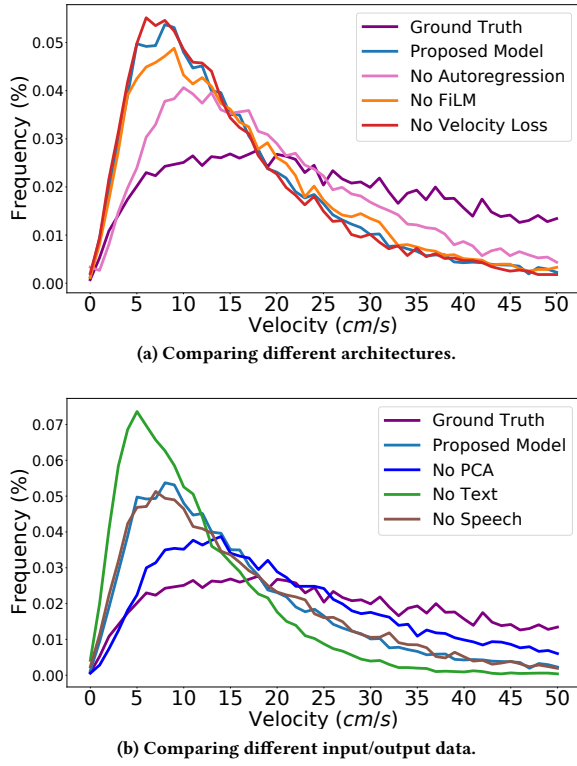 0.05
0.04
0.03
0.02
0.01
0.00
Frequency (%)
Ground Truth
Proposed Model
No Autoregression
No FiLM
No Velocity Loss
0 5 10 15 20 25 30 35 40 45 50
Velocity (cm/s)
(a) Comparing different architectures.
0.07
0.06
0.05
0.04
0.03
0.02
0.01
0.00
Frequency (%)
Ground Truth
Proposed Model
No PCA
No Text
No Speech
0 5 10 15 20 25 30 35 40 45 50
Velocity (cm/s)
(b) Comparing different input/output data.